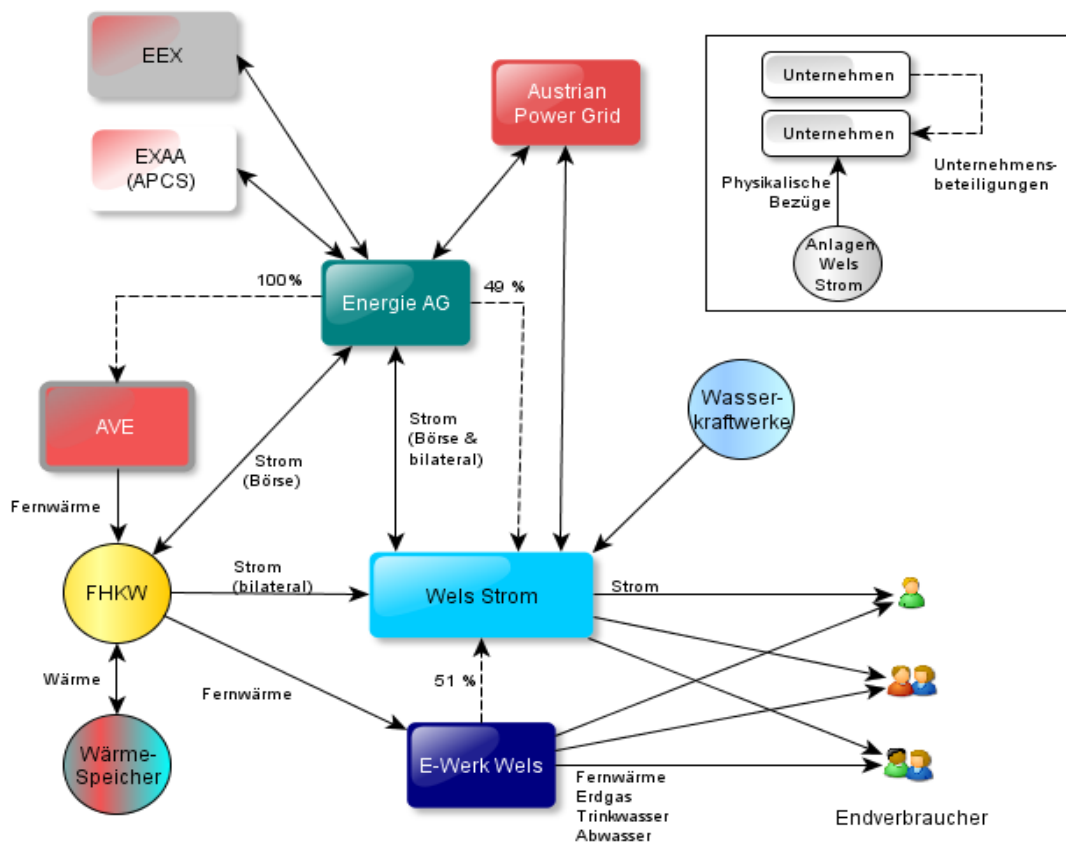 EEX
EXAA
(APCS)
Austrian
Power Grid
Unternehmen
Unternehmen
Physikalische
Bezüge
Unternehmens-
beteiligungen
Anlagen
Wels
Strom
100 %
Energie AG
49 %
AVE
Strom
(Börse)
Strom
(Börse &
bilateral)
Wasser-
kraftwerke
Fernwärme
FHKW
Strom
(bilateral)
Wels Strom
Strom
Wärme
Fernwärme
51 %
Wärme-
Speicher
E-Werk Wels
Fernwärme
Erdgas
Trinkwasser
Abwasser
Endverbraucher